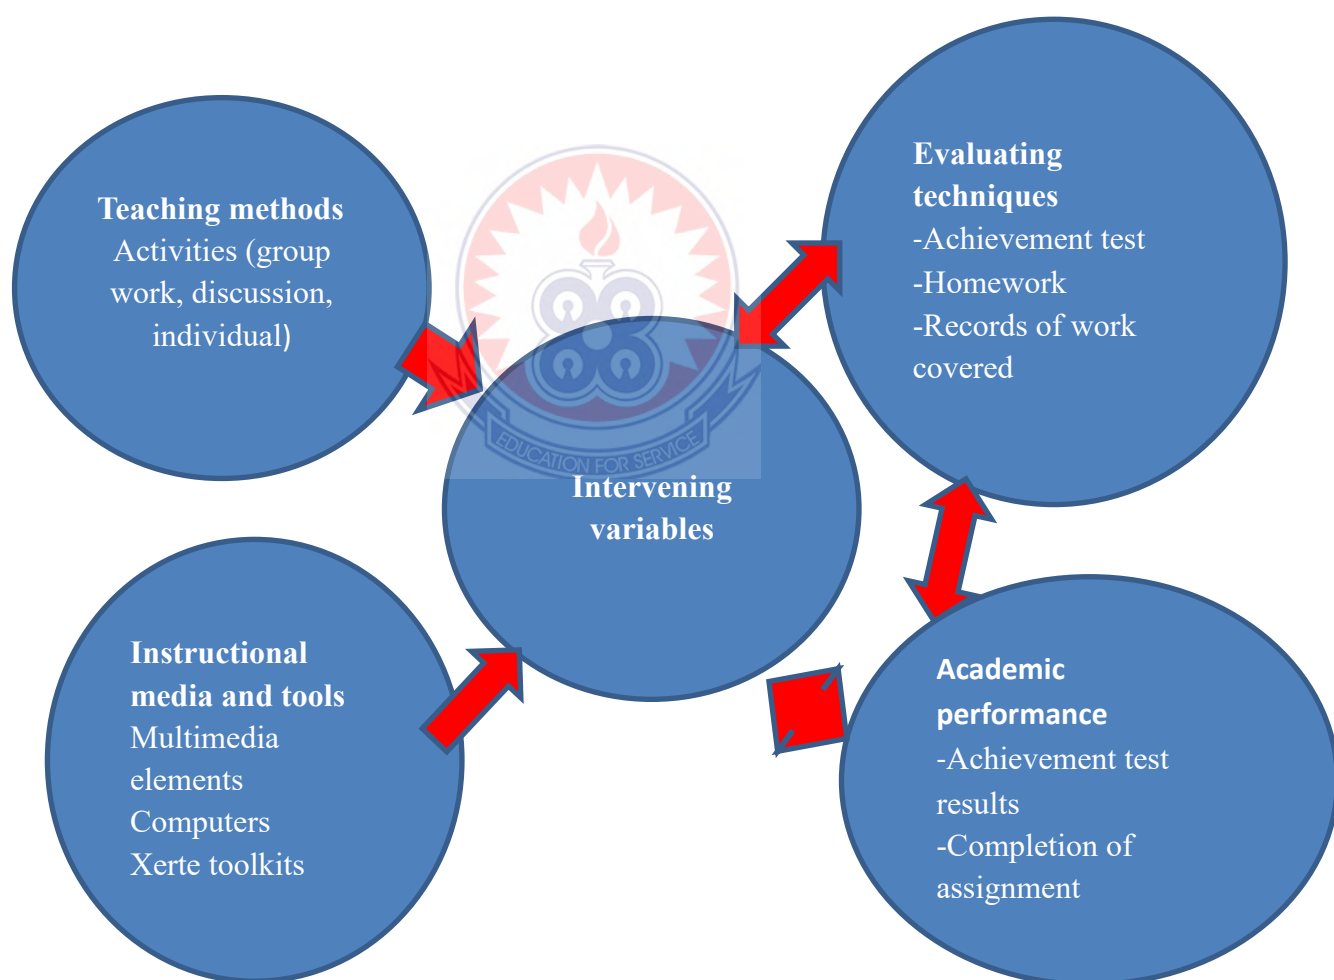 Teaching methods
Activities (group
work, discussion,
individual)
Evaluating
techniques
-Achievement test
-Homework
-Records of work
covered
EDUCATION FOR SERVICE
Intervening
variables
Instructional
media and tools
Multimedia
elements
Computers
Xerte toolkits
Academic
performance
-Achievement test
results
-Completion of
assignment